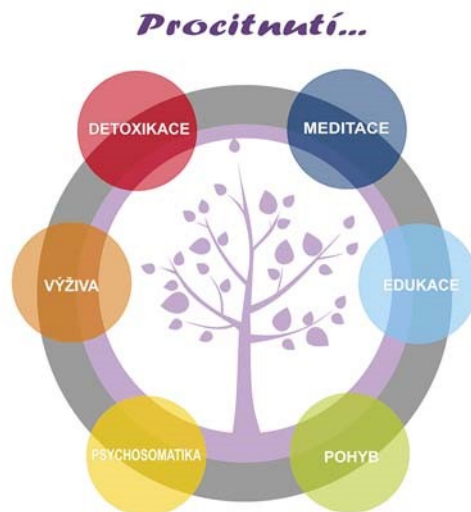 Procitnutí...
DETOXIKACE
MEDITACE
VÝŽIVA
EDUKACE
PSYCHOSOMATIKA
POHYB